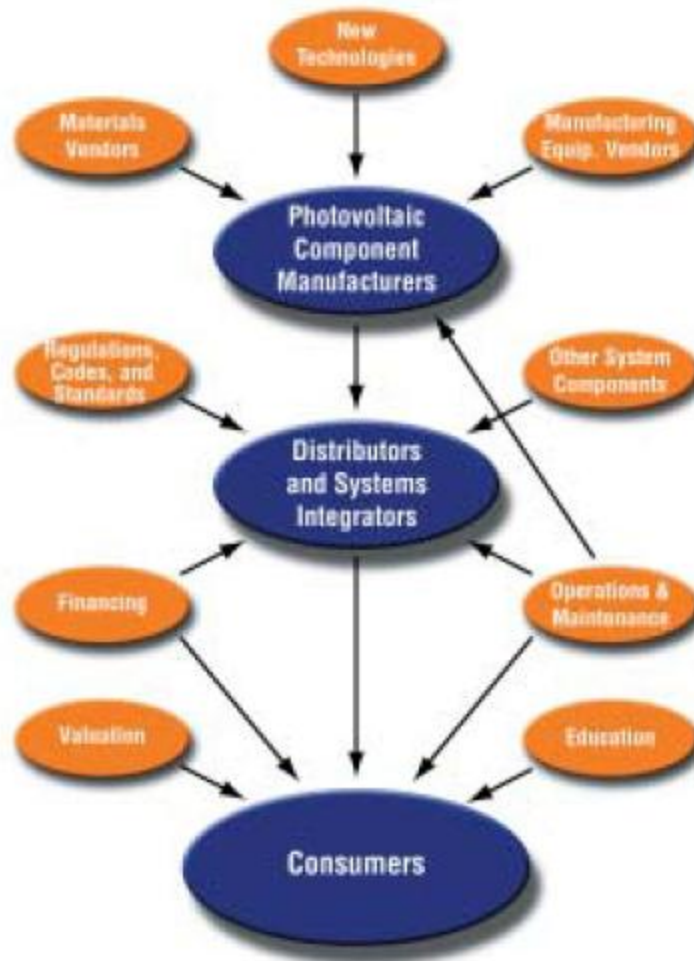 New
Technologies
Materials
Vendors
Manufacturing
Equip. Vendors
Photovoltaic
Component
Manufacturers
Regulations,
Codes, and
Standards
Other System
Components
Distributors
and Systems
Integrators
Financing
Operations &
Maintenance
Valuation
Education
Consumers